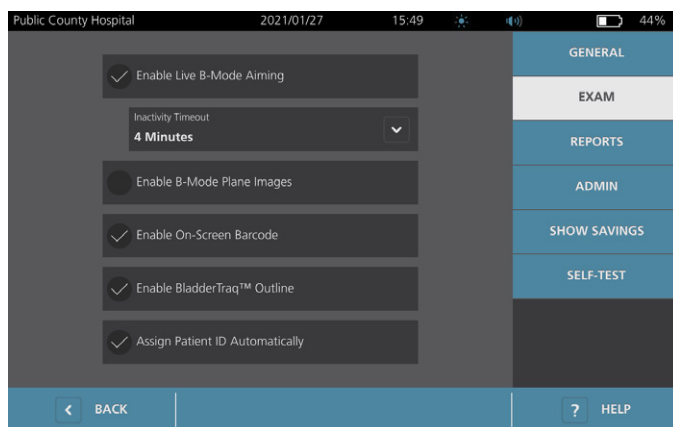 Public County Hospital 2021/01/27 15:49 44%
Enable Live B-Mode Aiming
Inactivity Timeout
4 Minutes
Enable B-Mode Plane Images
Enable On-Screen Barcode
Enable BladderTraq™ Outline
Assign Patient ID Automatically
GENERAL
EXAM
REPORTS
ADMIN
SHOW SAVINGS
SELF-TEST
BACK
? HELP